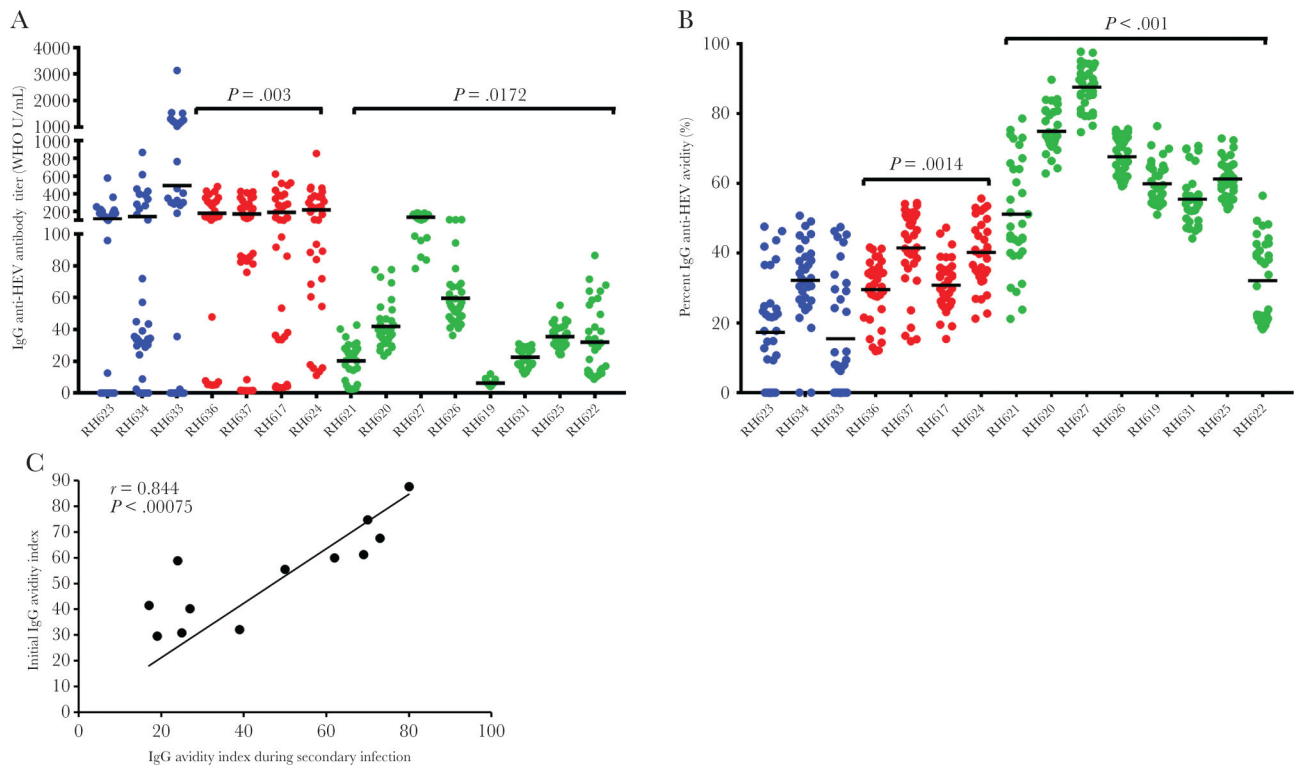 A
IgG anti-HEV antibody titer (WHO U/mL)
4000
3000
2000
1000
1000
800
600
400
200
100
80
60
40
20
0
P = .003
P = .0172
RH623
RH634
RH633
RH636
RH637
RH617
RH624
RH621
RH620
RH627
RH626
RH619
RH631
RH625
RH622
B
Percent IgG anti-HEV avidity (%)
100
80
60
40
20
0
P = .0014
P < .001
RH623
RH634
RH633
RH636
RH637
RH617
RH624
RH621
RH620
RH627
RH626
RH619
RH631
RH625
RH622
C
Initial IgG avidity index
90
80
70
60
50
40
30
20
10
0
r = 0.844
P < .00075
0
20
40
60
80
100
IgG avidity index during secondary infection